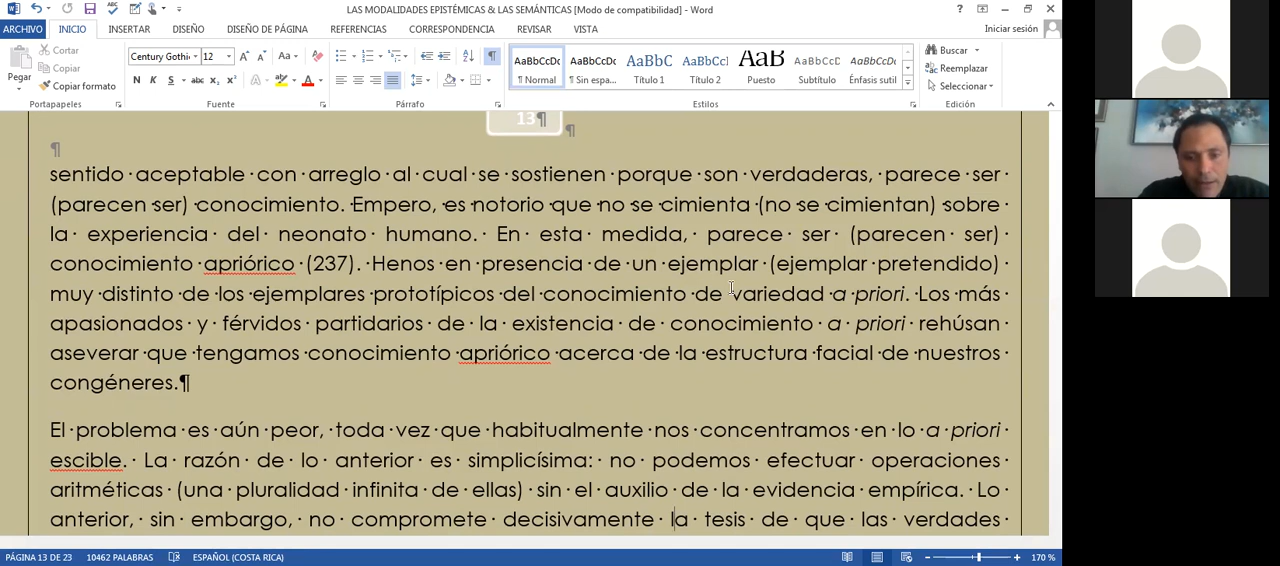 LAS MODALIDADES EPISTÉMICAS & LAS SEMÁNTICAS [Modo de compatibilidad] - Word
ARCHIVO INICIO INSERTAR DISEÑO DISEÑO DE PÁGINA REFERENCIAS CORRESPONDENCIA REVISAR VISTA Iniciar sesión
Pegar
Cortar
Copiar
Copiar formato
Portapapeles
Century Gothi 12 Aa
N K S abc x₂ x² A A
Fuente
Párrafo
AaBbCcDc AaBbCcDc AaBbC AaBbCcl AaB AaBbCcD AaBbCcDc
¶ Normal ¶ Sin espa... Título 1 Título 2 Puesto Subtítulo Énfasis sutil
Estilos
Buscar
Reemplazar
Seleccionar
Edición
13¶
¶
¶
sentido aceptable con arreglo al cual se sostienen porque son verdaderas, parece ser
(parecen ser) conocimiento. Empero, es notorio que no se cimienta (no se cimientan) sobre
la experiencia del neonato humano. En esta medida, parece ser (parecen ser)
conocimiento apriórico (237). Henos en presencia de un ejemplar (ejemplar pretendido)
muy distinto de los ejemplares prototípicos del conocimiento de variedad a priori. Los más
apasionados y férvidos partidarios de la existencia de conocimiento a priori rehúsan
aseverar que tengamos conocimiento apriórico acerca de la estructura facial de nuestros
congéneres.¶
El problema es aún peor, toda vez que habitualmente nos concentramos en lo a priori
escible. La razón de lo anterior es simplicísima: no podemos efectuar operaciones
aritméticas (una pluralidad infinita de ellas) sin el auxilio de la evidencia empírica. Lo
anterior, sin embargo, no compromete decisivamente la tesis de que las verdades
PÁGINA 13 DE 23 10462 PALABRAS ESPAÑOL (COSTA RICA) 170 %